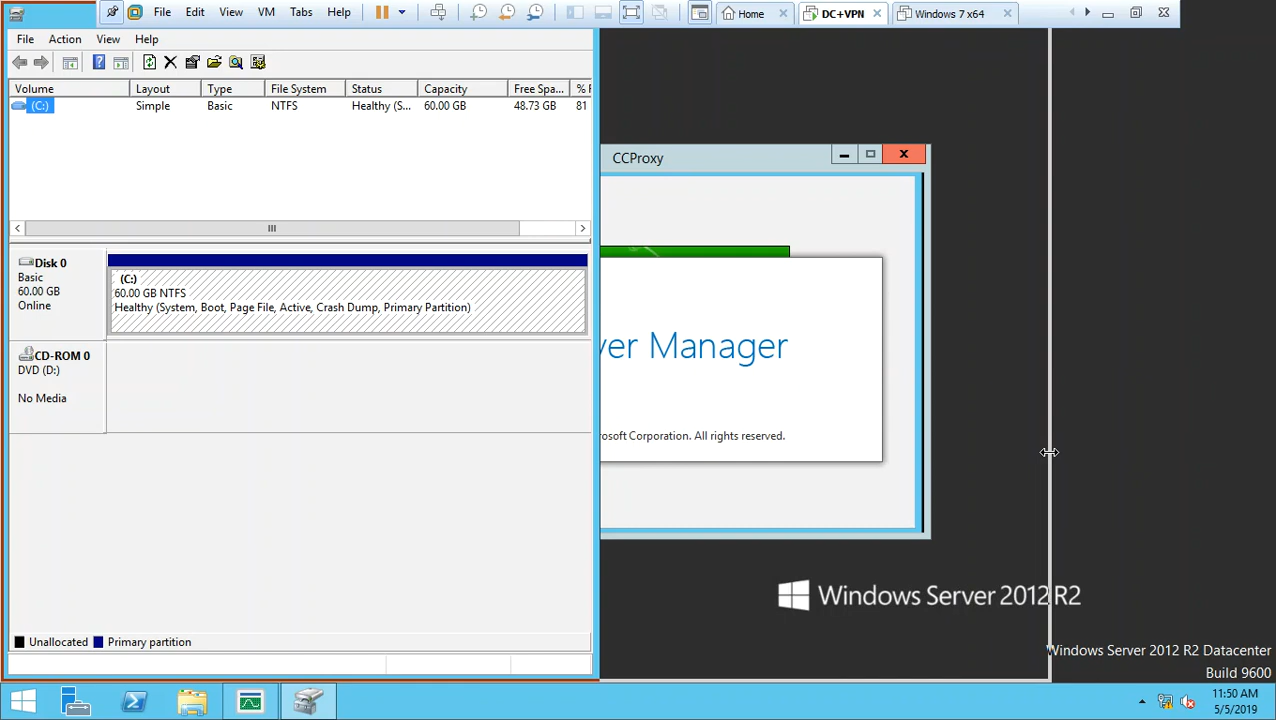 File Edit View VM Tabs Help Home DC+VPN Windows 7 x64
File Action View Help
Volume Layout Type File System Status Capacity Free Spa... % F
(C:) Simple Basic NTFS Healthy (S... 60.00 GB 48.73 GB 81
CCProxy
Disk 0
Basic
60.00 GB
Online
(C:)
60.00 GB NTFS
Healthy (System, Boot, Page File, Active, Crash Dump, Primary Partition)
ver Manager
CD-ROM 0
DVD (D:)
No Media
rosoft Corporation. All rights reserved.
Windows Server 2012 R2
Unallocated Primary partition
Windows Server 2012 R2 Datacenter
Build 9600
11:50 AM
5/5/2019